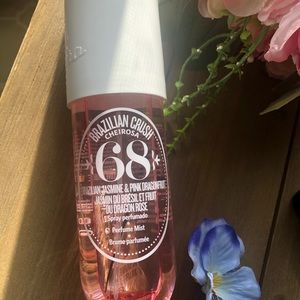 BRAZILIAN CRUSH
CHEIROSA
68
BRAZILIAN JASMINE & PINK DRAGONFRUIT
JASMIN DU BRÉSIL ET FRUIT
DU DRAGON ROSE
Spray perfumado
Perfume Mist
Brume parfumée